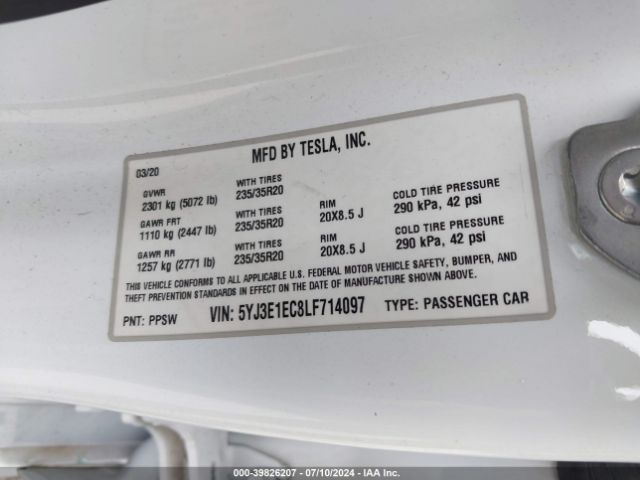 MFD BY TESLA, INC.
03/20
GVWR WITH TIRES
2301 kg (5072 lb) 235/35R20
GAWR FRT WITH TIRES RIM COLD TIRE PRESSURE
1110 kg (2447 lb) 235/35R20 20X8.5 J 290 kPa, 42 psi
GAWR RR WITH TIRES RIM COLD TIRE PRESSURE
1257 kg (2771 lb) 235/35R20 20X8.5 J 290 kPa, 42 psi
THIS VEHICLE CONFORMS TO ALL APPLICABLE U.S. FEDERAL MOTOR VEHICLE SAFETY, BUMPER, AND
THEFT PREVENTION STANDARDS IN EFFECT ON THE DATE OF MANUFACTURE SHOWN ABOVE.
PNT: PPSW VIN: 5YJ3E1EC8LF714097 TYPE: PASSENGER CAR
000-39826207 - 07/10/2024 - IAA Inc.